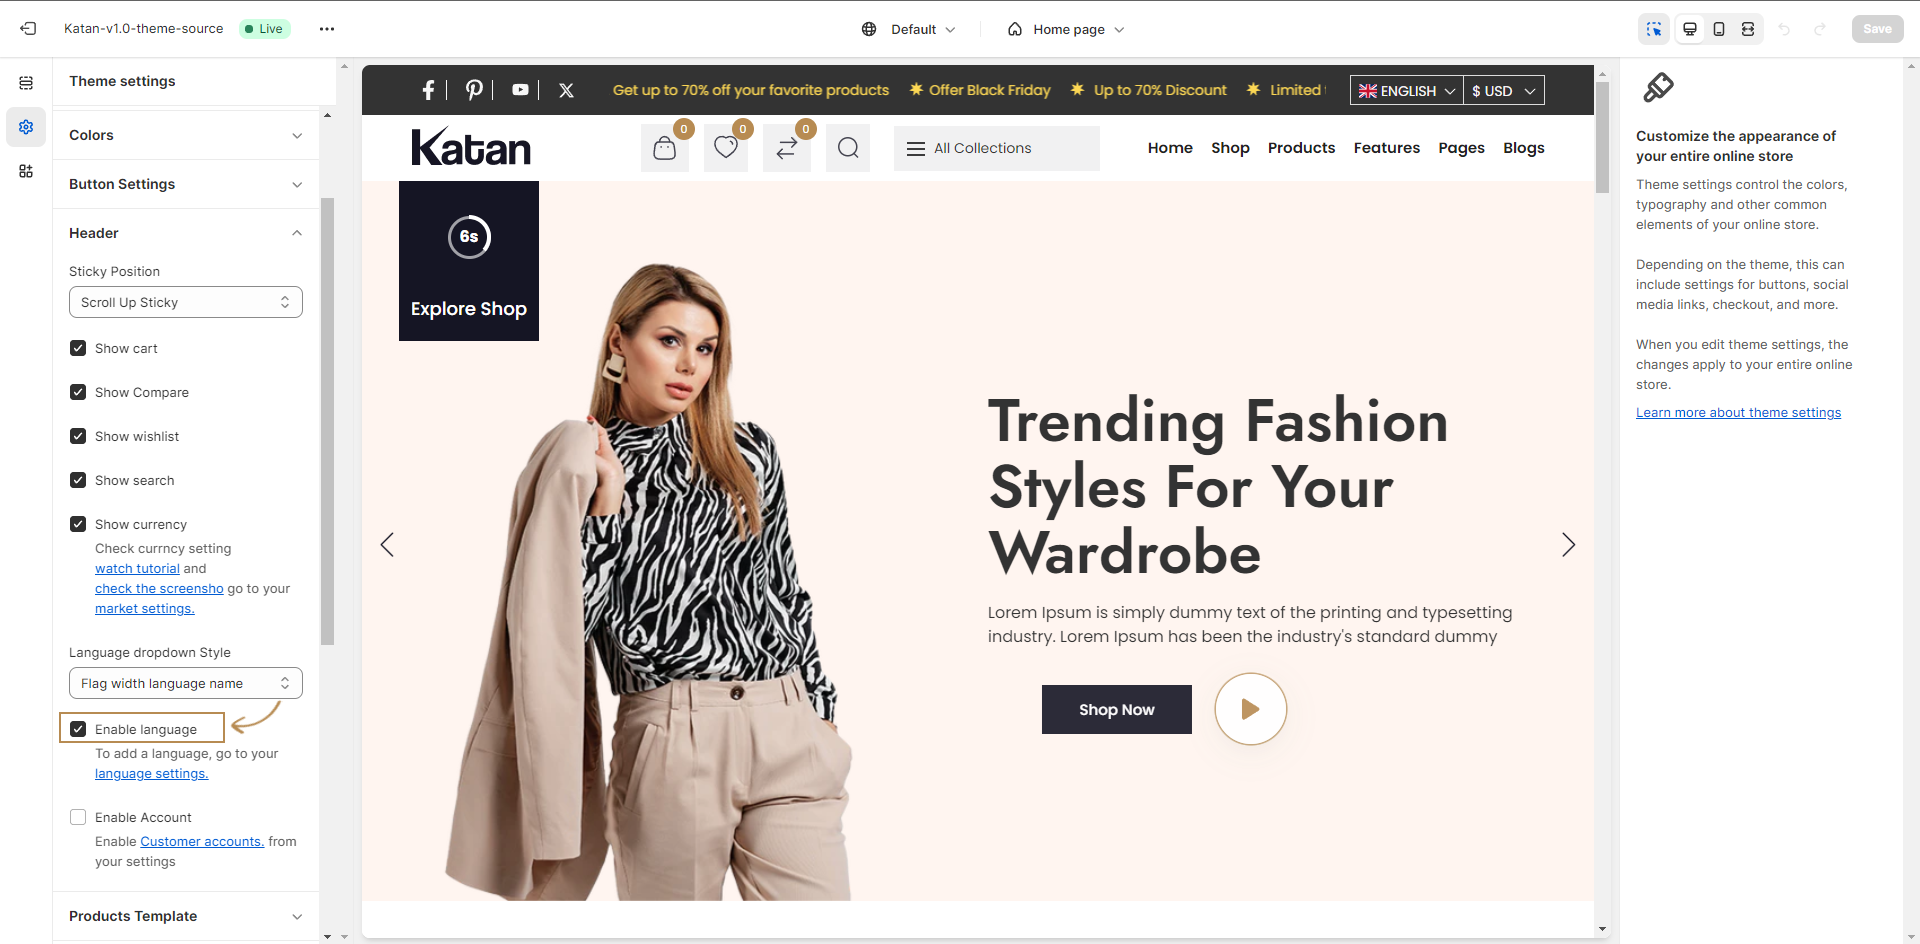 Katan-v1.0-theme-source
Live
Default
Home page
Save
Theme settings
Colors
Button Settings
Header
Sticky Position
Scroll Up Sticky
Show cart
Show Compare
Show wishlist
Show search
Show currency
Check currncy setting
watch tutorial and
check the screensho go to your
market settings.
Language dropdown Style
Flag width language name
Enable language
To add a language, go to your
language settings.
Enable Account
Enable Customer accounts. from
your settings
Products Template
Get up to 70% off your favorite products
Offer Black Friday
Up to 70% Discount
Limited
ENGLISH
$ USD
Katan
0
0
0
All Collections
Home
Shop
Products
Features
Pages
Blogs
6s
Explore Shop
Trending Fashion
Styles For Your
Wardrobe
Lorem Ipsum is simply dummy text of the printing and typesetting
industry. Lorem Ipsum has been the industry's standard dummy
Shop Now
Customize the appearance of
your entire online store
Theme settings control the colors,
typography and other common
elements of your online store.
Depending on the theme, this can
include settings for buttons, social
media links, checkout, and more.
When you edit theme settings, the
changes apply to your entire online
store.
Learn more about theme settings